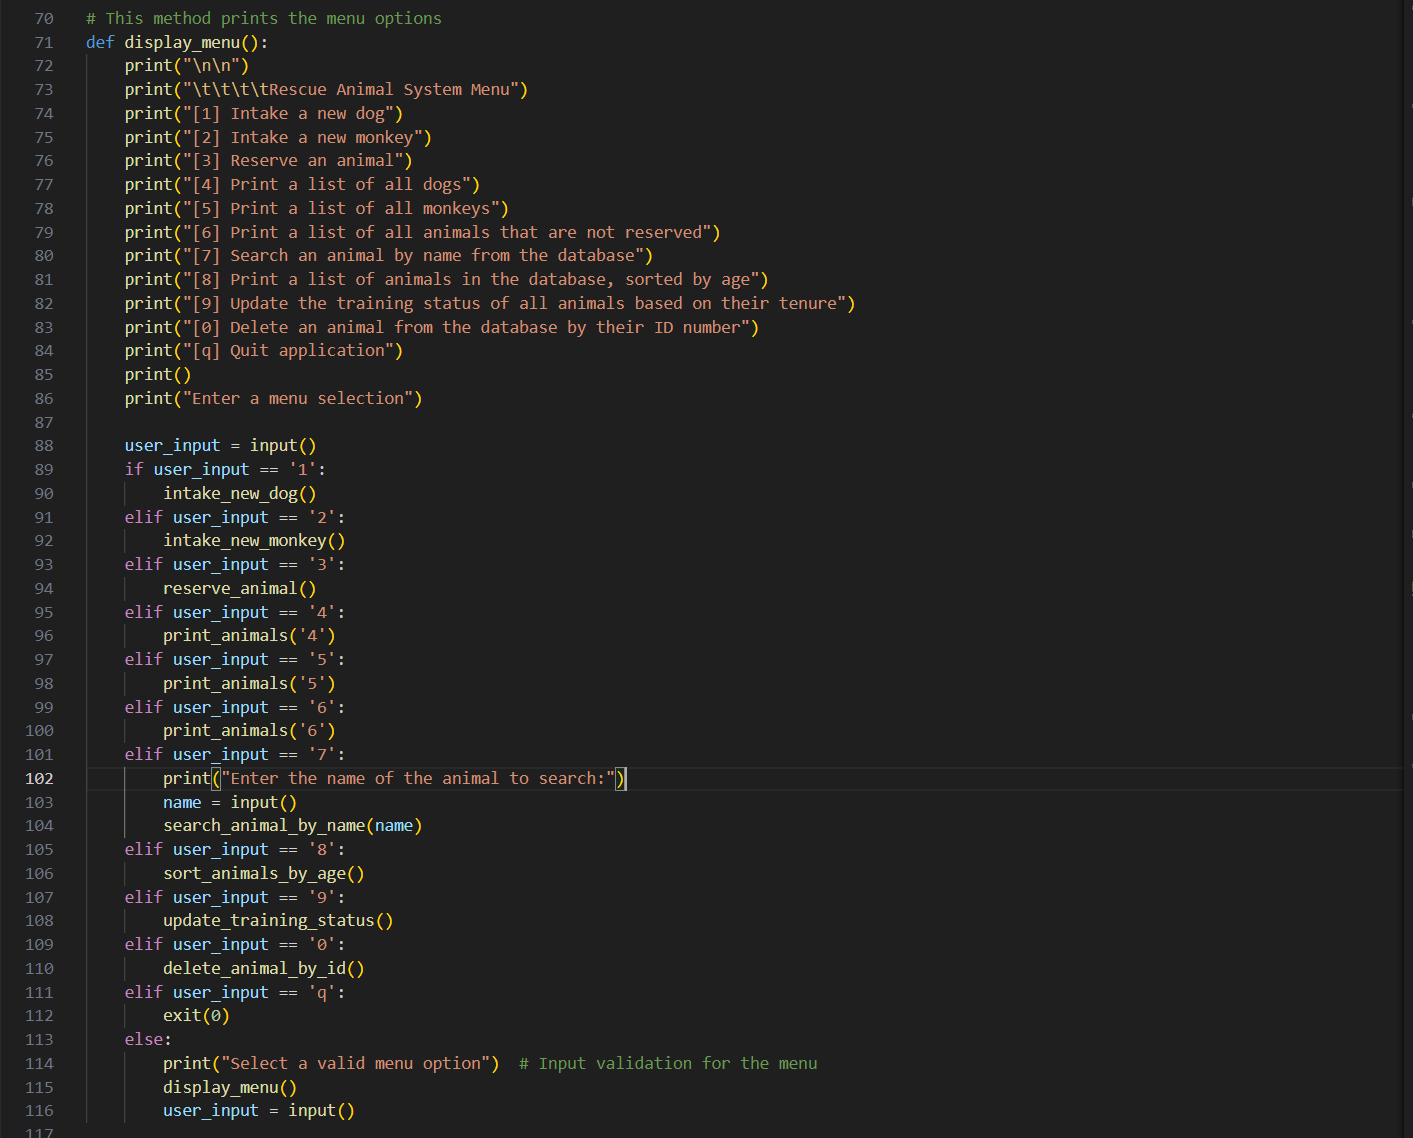 70 # This method prints the menu options
71 def display_menu():
72     print("\n\n")
73     print("\t\t\t\tRescue Animal System Menu")
74     print("[1] Intake a new dog")
75     print("[2] Intake a new monkey")
76     print("[3] Reserve an animal")
77     print("[4] Print a list of all dogs")
78     print("[5] Print a list of all monkeys")
79     print("[6] Print a list of all animals that are not reserved")
80     print("[7] Search an animal by name from the database")
81     print("[8] Print a list of animals in the database, sorted by age")
82     print("[9] Update the training status of all animals based on their tenure")
83     print("[0] Delete an animal from the database by their ID number")
84     print("[q] Quit application")
85     print()
86     print("Enter a menu selection")
87
88     user_input = input()
89     if user_input == '1':
90         intake_new_dog()
91     elif user_input == '2':
92         intake_new_monkey()
93     elif user_input == '3':
94         reserve_animal()
95     elif user_input == '4':
96         print_animals('4')
97     elif user_input == '5':
98         print_animals('5')
99     elif user_input == '6':
100         print_animals('6')
101     elif user_input == '7':
102         print("Enter the name of the animal to search:")
103         name = input()
104         search_animal_by_name(name)
105     elif user_input == '8':
106         sort_animals_by_age()
107     elif user_input == '9':
108         update_training_status()
109     elif user_input == '0':
110         delete_animal_by_id()
111     elif user_input == 'q':
112         exit(0)
113     else:
114         print("Select a valid menu option")  # Input validation for the menu
115         display_menu()
116         user_input = input()
117